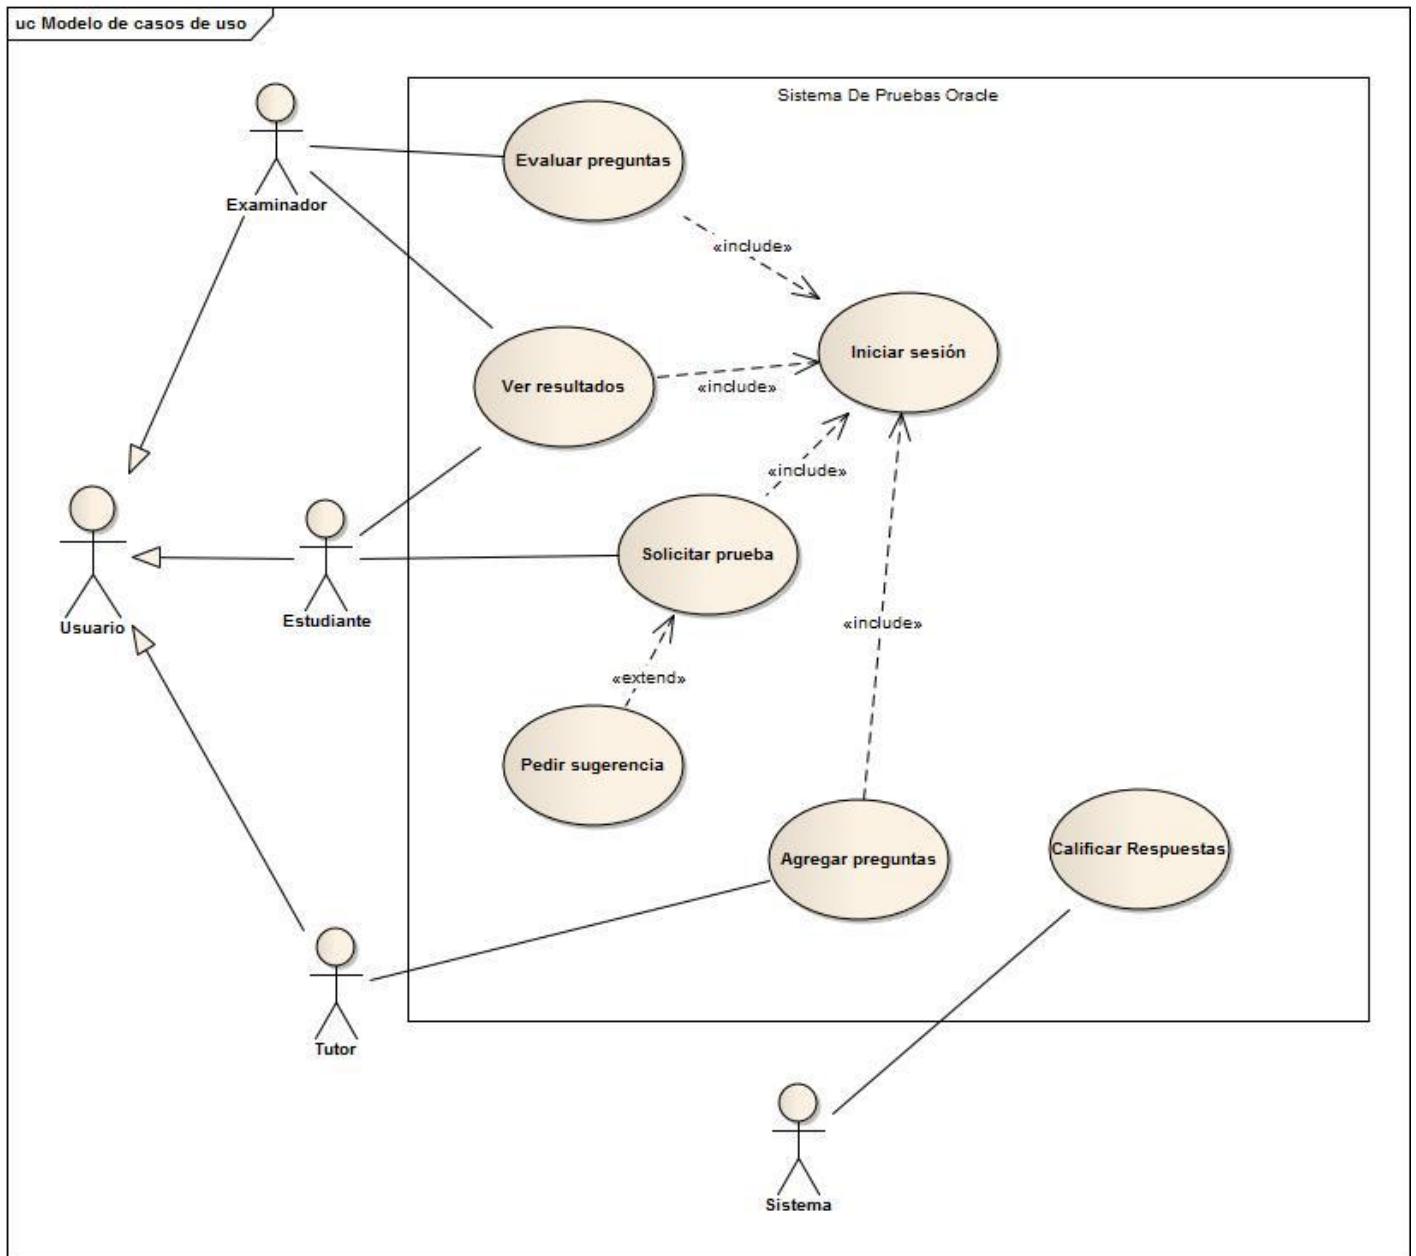 uc Modelo de casos de uso
Sistema De Pruebas Oracle
Evaluar preguntas
Examinador
«include»
Iniciar sesión
Ver resultados
«include»
«include»
Solicitar prueba
Estudiante
Usuario
«include»
«extend»
Pedir sugerencia
Calificar Respuestas
Agregar preguntas
Tutor
Sistema